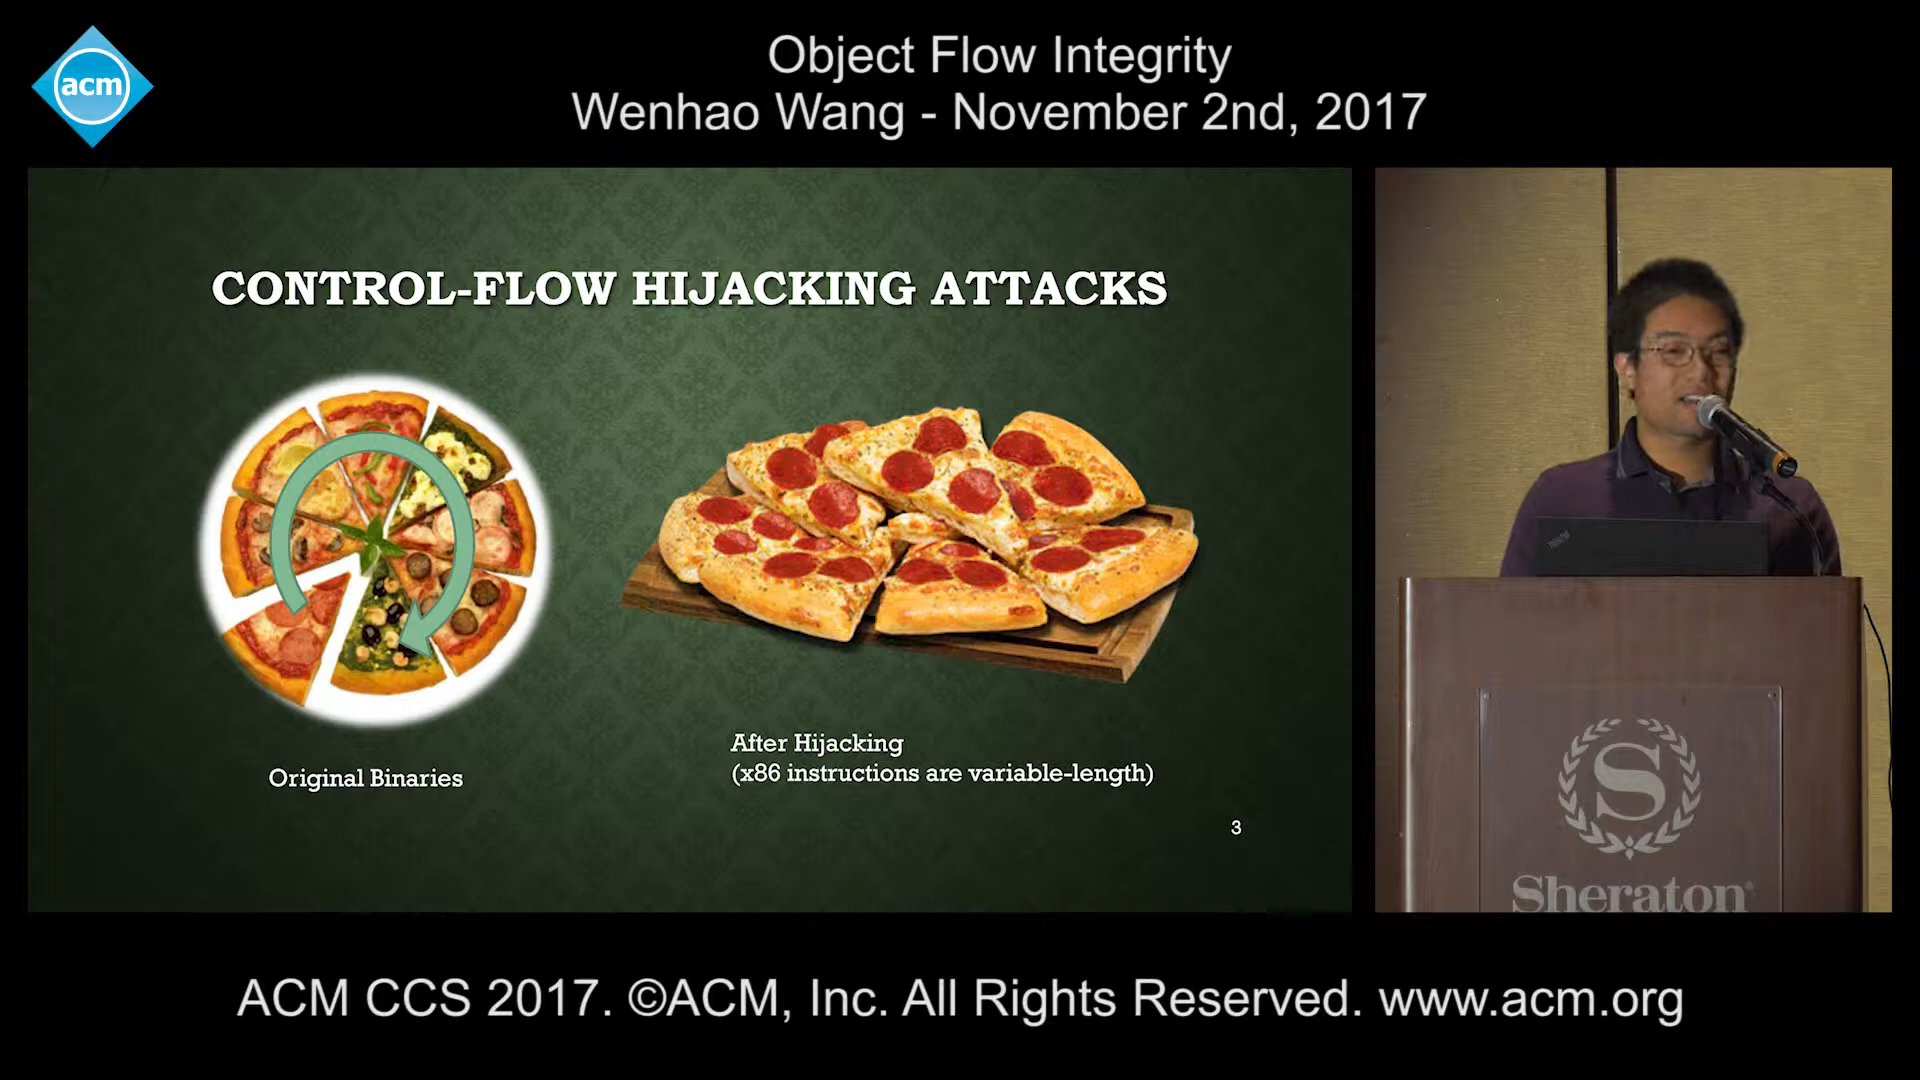 acm
Object Flow Integrity
Wenhao Wang - November 2nd, 2017
CONTROL-FLOW HIJACKING ATTACKS
Original Binaries
After Hijacking
(x86 instructions are variable-length)
3
ThinkPad
S
Sheraton®
ACM CCS 2017. ©ACM, Inc. All Rights Reserved. www.acm.org